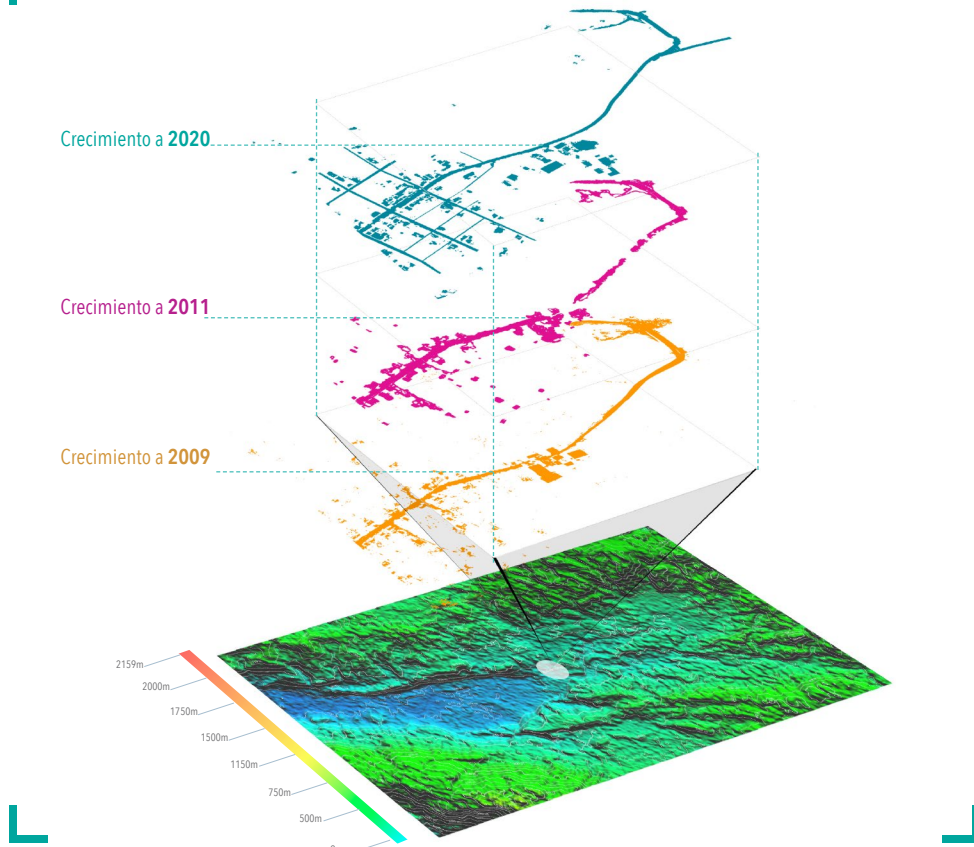 Crecimiento a 2020
Crecimiento a 2011
Crecimiento a 2009
2159m
2000m
1750m
1500m
1150m
750m
500m